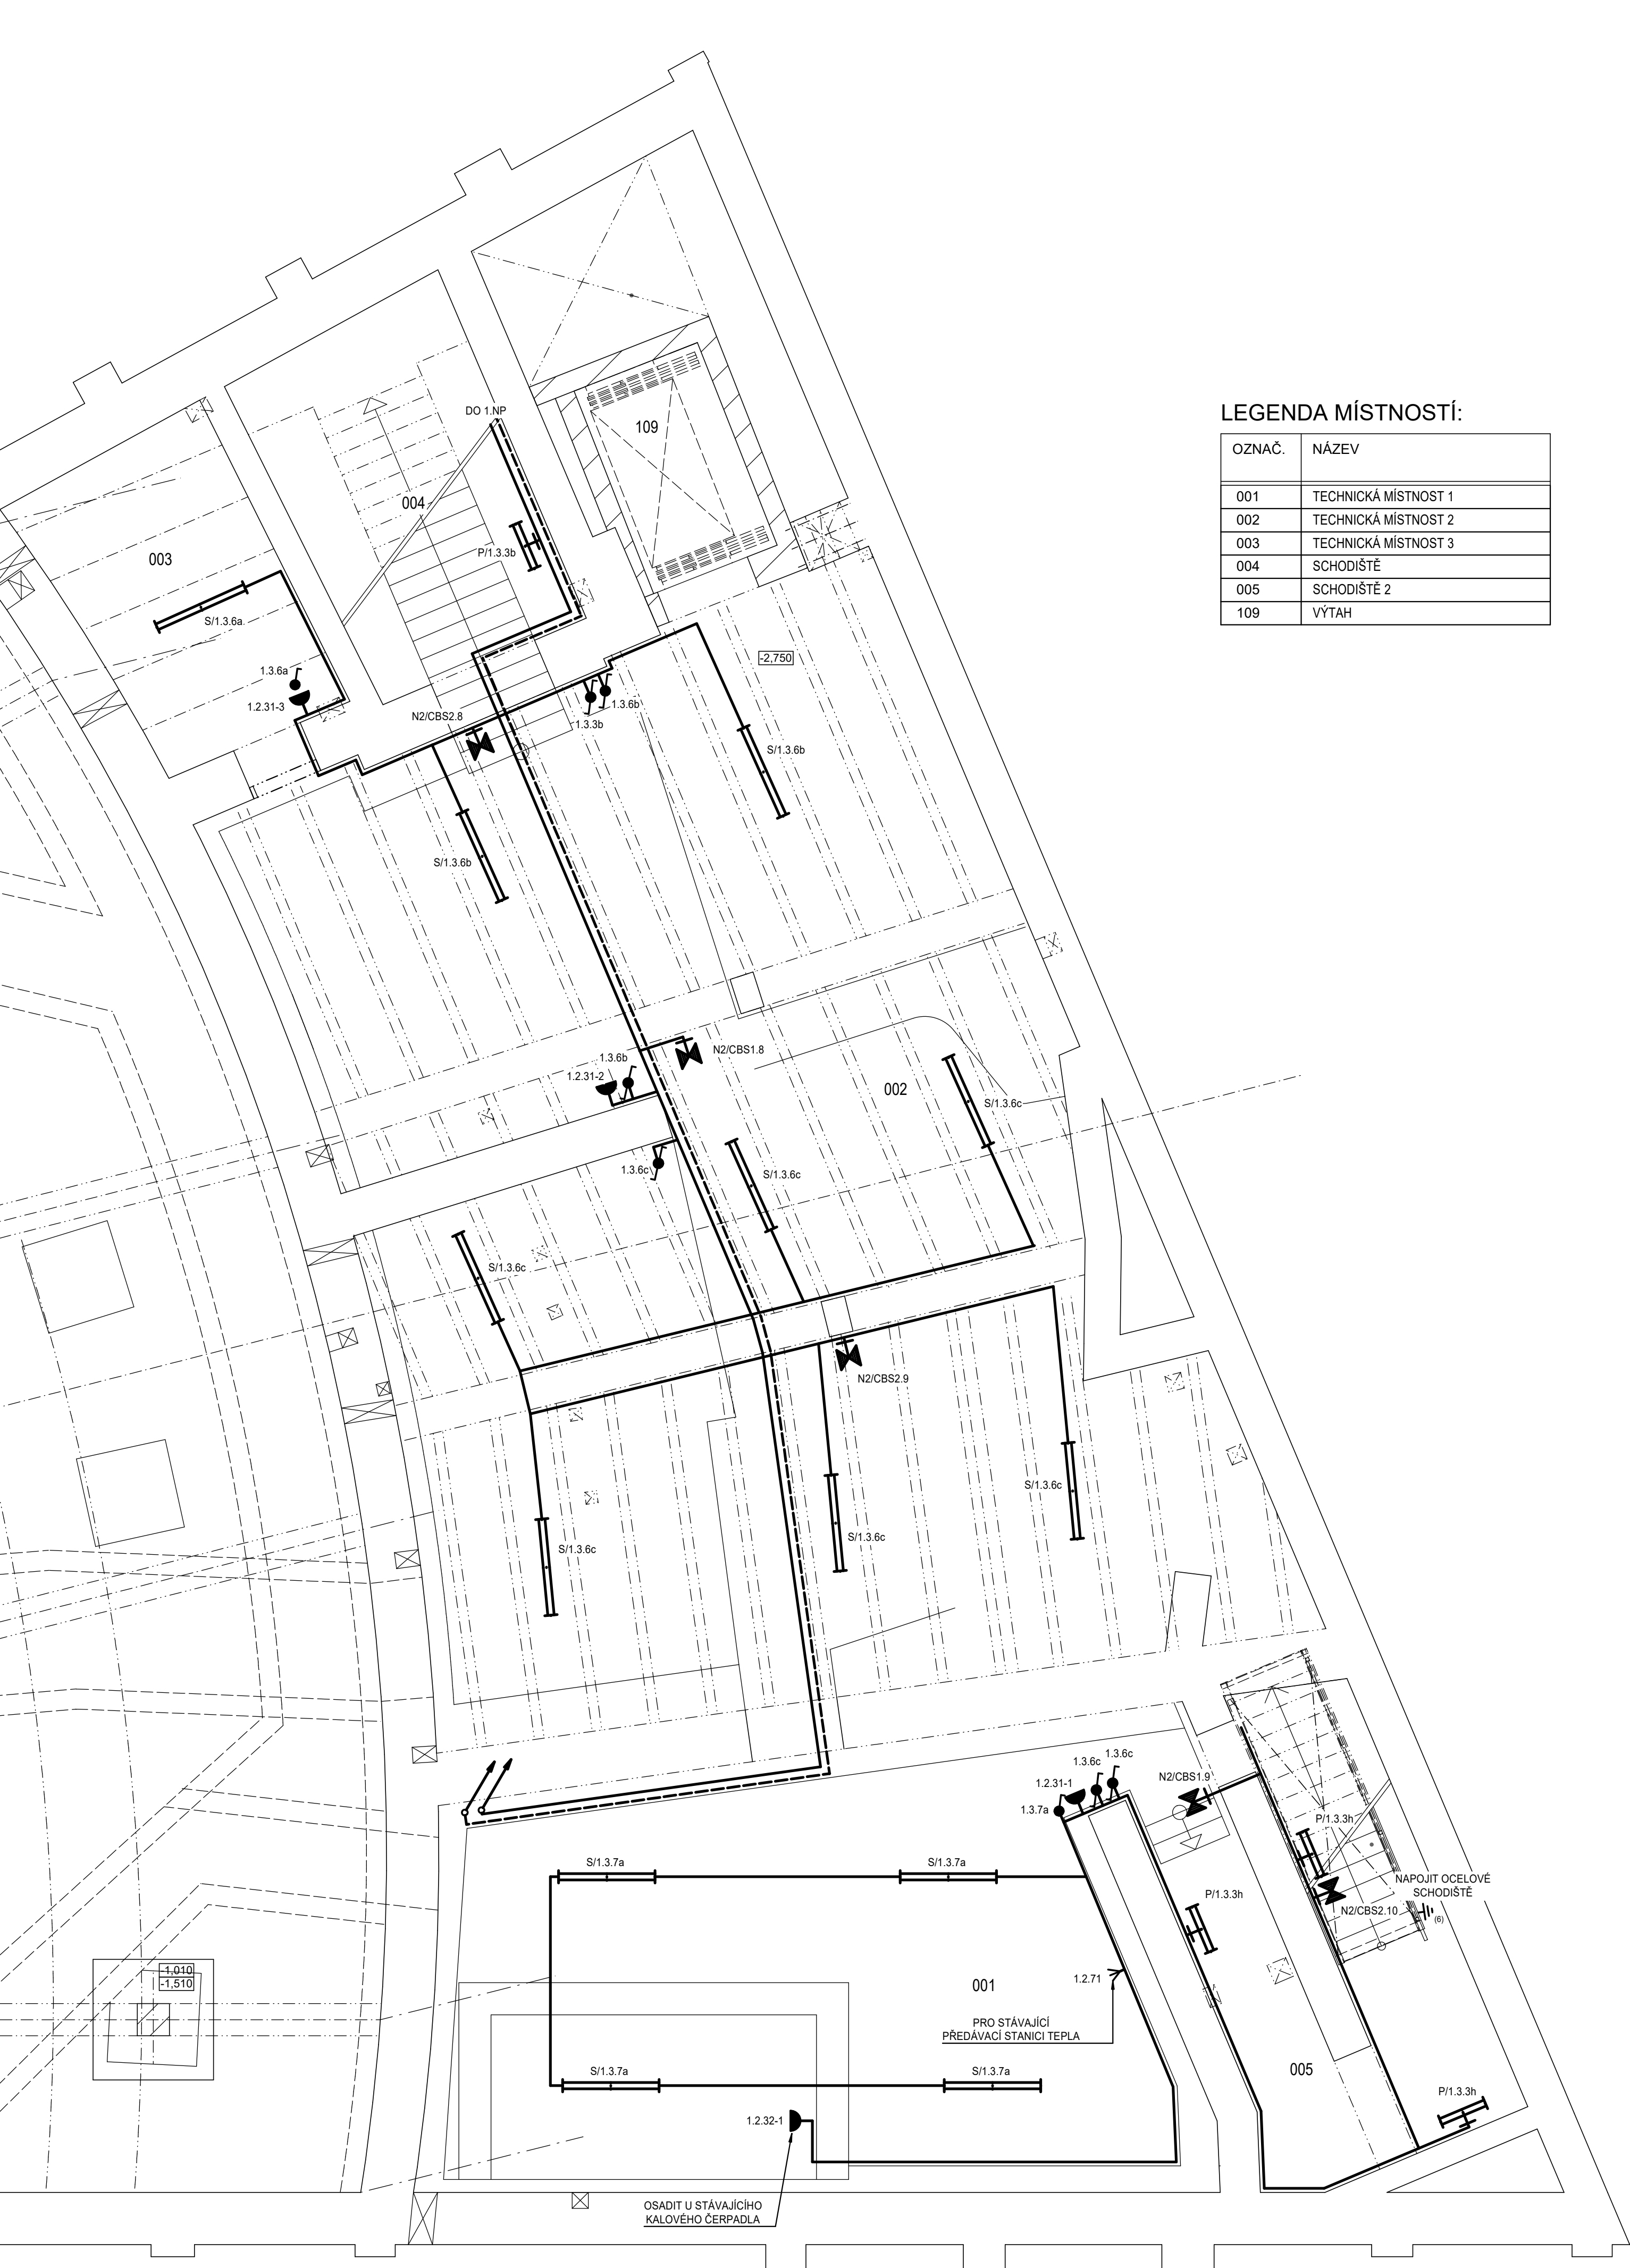 LEGENDA MÍSTNOSTÍ:
OZNAČ. NÁZEV
001 TECHNICKÁ MÍSTNOST 1
002 TECHNICKÁ MÍSTNOST 2
003 TECHNICKÁ MÍSTNOST 3
004 SCHODIŠTĚ
005 SCHODIŠTĚ 2
109 VÝTAH
DO 1.NP
109
004
P/1.3.3b
003
S/1.3.6a
-2,750
1.3.6a
1.2.31-3
N2/CBS2.8
1.3.6b
1.3.3b
S/1.3.6b
S/1.3.6b
N2/CBS1.8
1.3.6b
1.2.31-2
002
S/1.3.6c
1.3.6c
S/1.3.6c
S/1.3.6c
N2/CBS2.9
S/1.3.6c
S/1.3.6c
S/1.3.6c
1.3.6c
1.3.6c
N2/CBS1.9
1.2.31-1
1.3.7a
P/1.3.3h
S/1.3.7a
S/1.3.7a
NAPOJIT OCELOVÉ
SCHODIŠTĚ
P/1.3.3h
N2/CBS2.10
(6)
-1,010
-1,510
001
1.2.71
PRO STÁVAJÍCÍ
PŘEDÁVACÍ STANICI TEPLA
S/1.3.7a
S/1.3.7a
005
P/1.3.3h
1.2.32-1
OSADIT U STÁVAJÍCÍHO
KALOVÉHO ČERPADLA